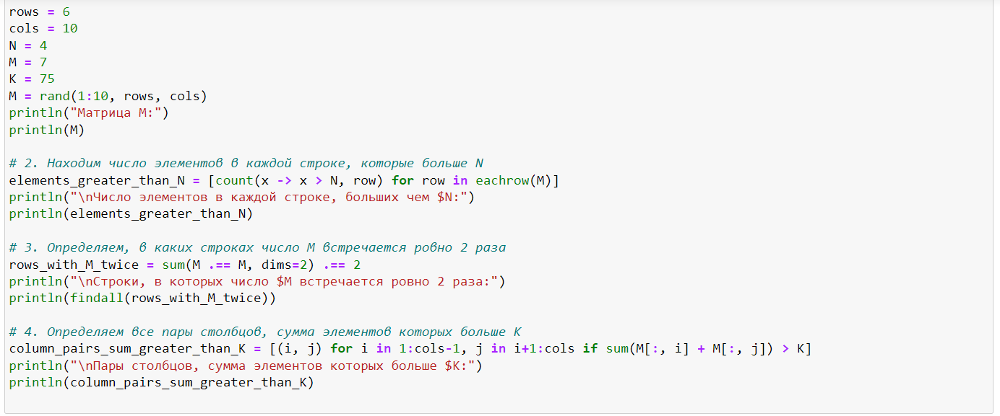 rows = 6
cols = 10
N = 4
M = 7
K = 75
M = rand(1:10, rows, cols)
println("Матрица M:")
println(M)
# 2. Находим число элементов в каждой строке, которые больше N
elements_greater_than_N = [count(x -> x > N, row) for row in eachrow(M)]
println("\nЧисло элементов в каждой строке, больших чем $N:")
println(elements_greater_than_N)
# 3. Определяем, в каких строках число M встречается ровно 2 раза
rows_with_M_twice = sum(M .== M, dims=2) .== 2
println("\nСтроки, в которых число $M встречается ровно 2 раза:")
println(findall(rows_with_M_twice))
# 4. Определяем все пары столбцов, сумма элементов которых больше K
column_pairs_sum_greater_than_K = [(i, j) for i in 1:cols-1, j in i+1:cols if sum(M[:, i] + M[:, j]) > K]
println("\nПары столбцов, сумма элементов которых больше $K:")
println(column_pairs_sum_greater_than_K)